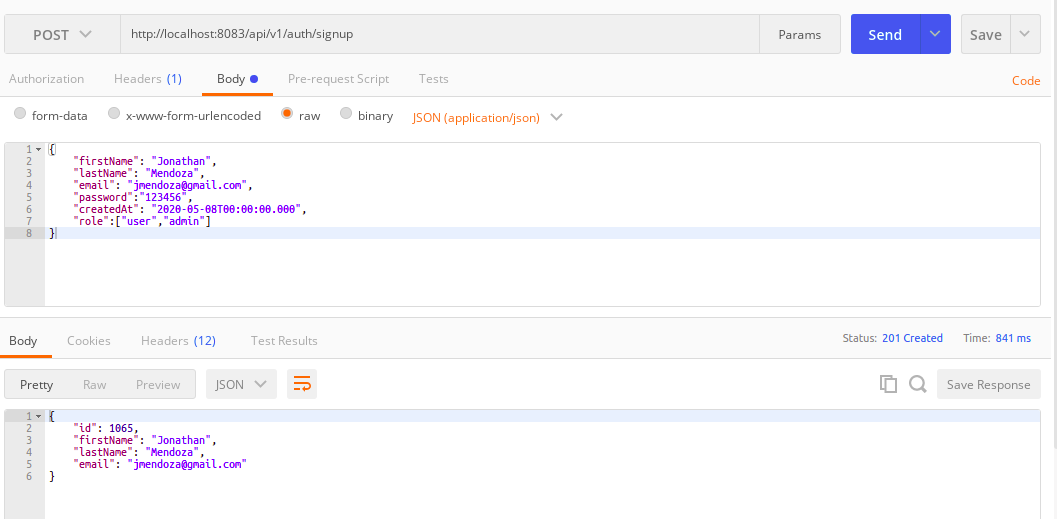 POST http://localhost:8083/api/v1/auth/signup Params Send Save
Authorization Headers (1) Body Pre-request Script Tests Code
form-data x-www-form-urlencoded raw binary JSON (application/json)
1 {
2 "firstName": "Jonathan",
3 "lastName": "Mendoza",
4 "email": "jmendoza@gmail.com",
5 "password":"123456",
6 "createdAt": "2020-05-08T00:00:00.000",
7 "role":["user","admin"]
8 }
Body Cookies Headers (12) Test Results Status: 201 Created Time: 841 ms
Pretty Raw Preview JSON Save Response
1 {
2 "id": 1065,
3 "firstName": "Jonathan",
4 "lastName": "Mendoza",
5 "email": "jmendoza@gmail.com"
6 }